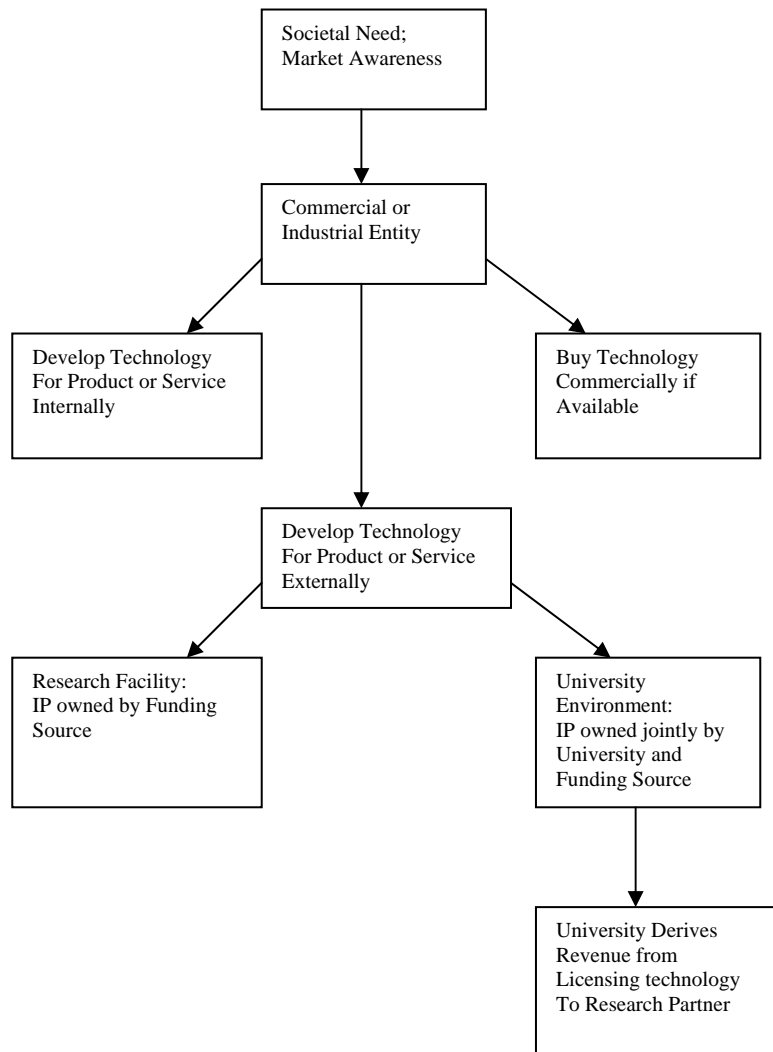 Societal Need;
Market Awareness
Commercial or
Industrial Entity
Develop Technology
For Product or Service
Internally
Buy Technology
Commercially if
Available
Develop Technology
For Product or Service
Externally
Research Facility:
IP owned by Funding
Source
University
Environment:
IP owned jointly by
University and
Funding Source
University Derives
Revenue from
Licensing technology
To Research Partner